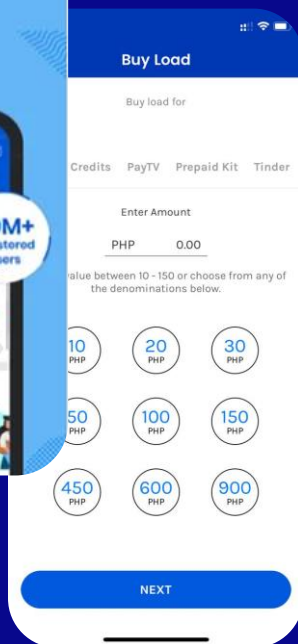 Buy Load
Buy load for
Credits PayTV Prepaid Kit Tinder
Enter Amount
PHP 0.00
value between 10 - 150 or choose from any of
the denominations below.
10 PHP
20 PHP
30 PHP
50 PHP
100 PHP
150 PHP
450 PHP
600 PHP
900 PHP
NEXT